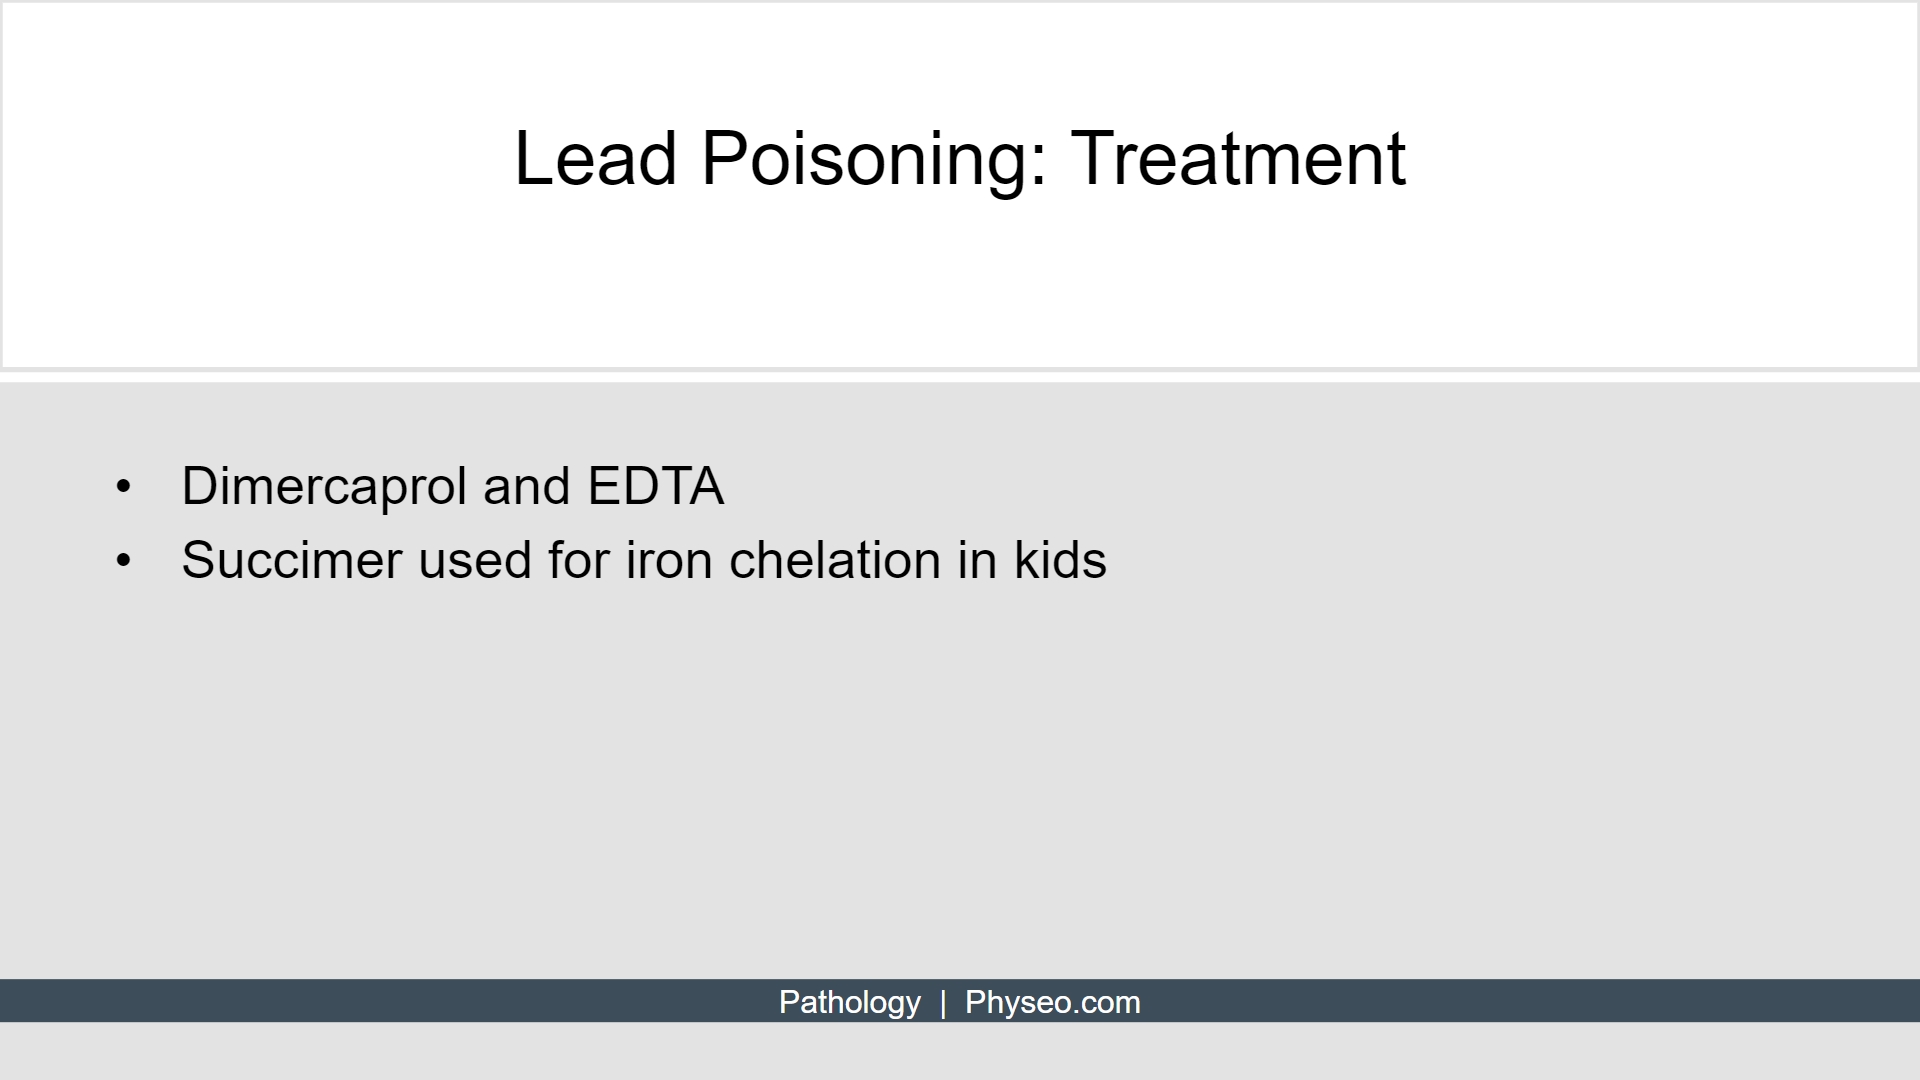 Lead Poisoning: Treatment
• Dimercaprol and EDTA
• Succimer used for iron chelation in kids
Pathology | Physeo.com